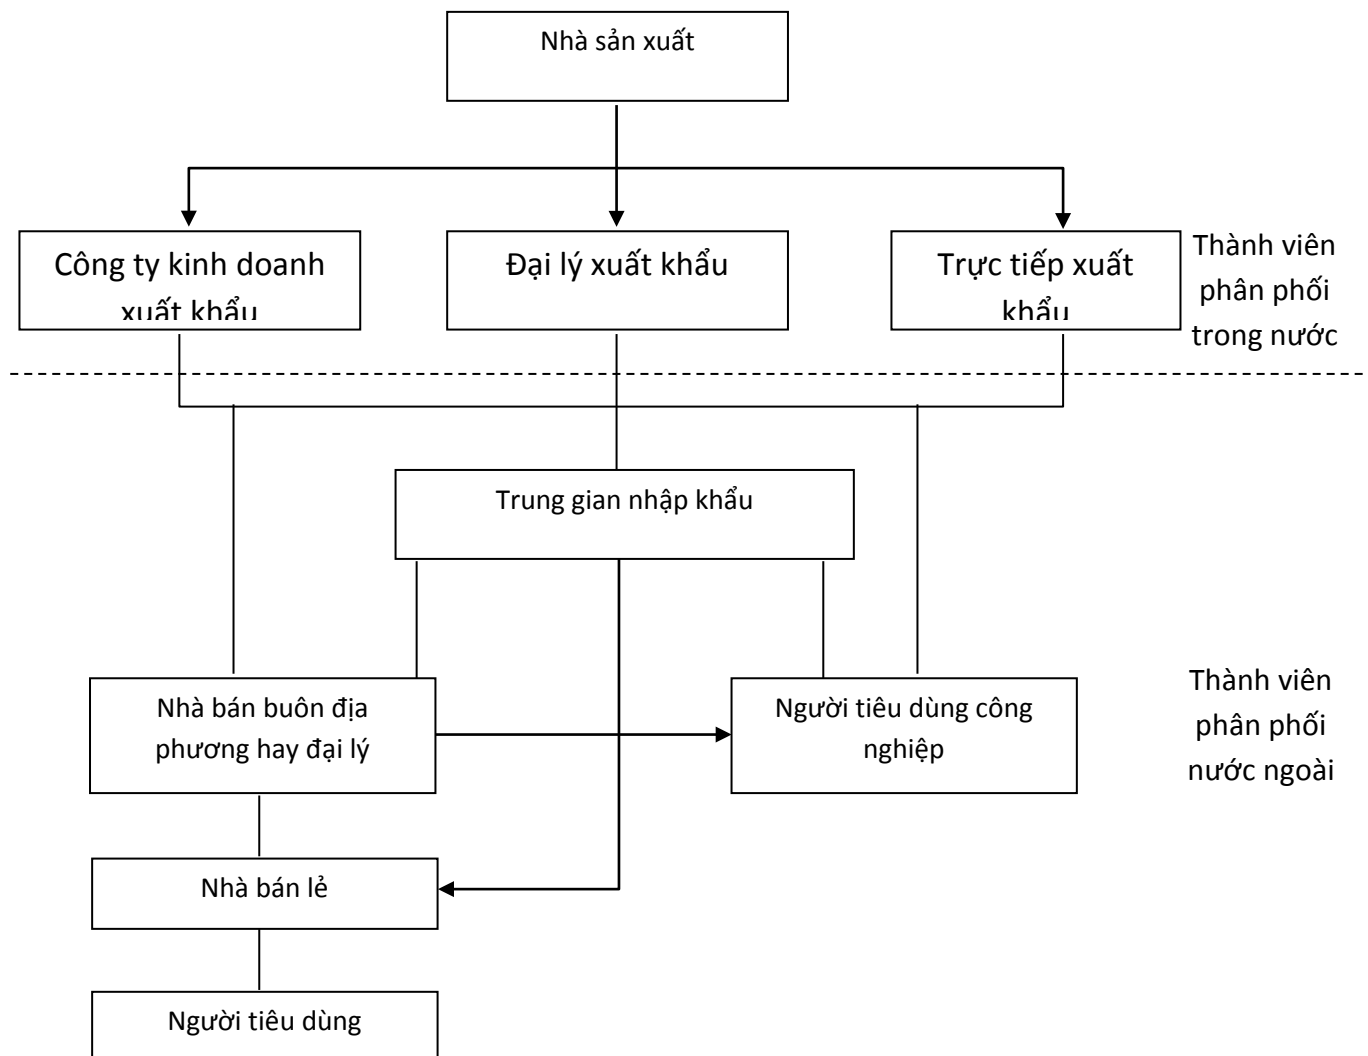 Nhà sản xuất
Công ty kinh doanh
xuất khẩu
Đại lý xuất khẩu
Trực tiếp xuất
khẩu
Thành viên
phân phối
trong nước
Trung gian nhập khẩu
Nhà bán buôn địa
phương hay đại lý
Người tiêu dùng công
nghiệp
Thành viên
phân phối
nước ngoài
Nhà bán lẻ
Người tiêu dùng